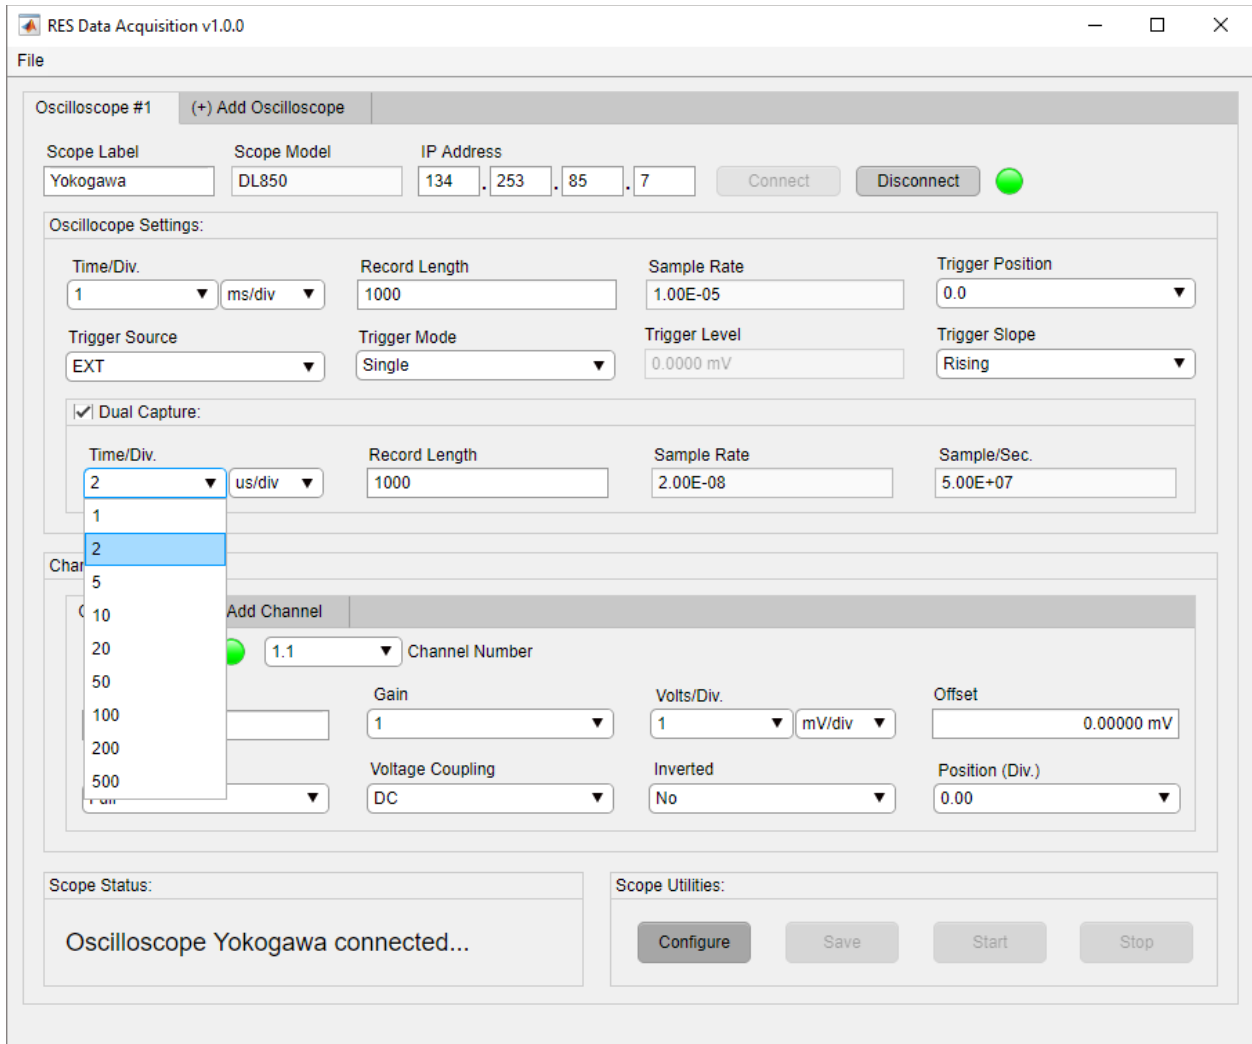 RES Data Acquisition v1.0.0
File
Oscilloscope #1 (+) Add Oscilloscope
Scope Label Scope Model IP Address
Yokogawa DL850 134 . 253 . 85 . 7 Connect Disconnect
Oscillocope Settings:
Time/Div. Record Length Sample Rate Trigger Position
1 ms/div 1000 1.00E-05 0.0
Trigger Source Trigger Mode Trigger Level Trigger Slope
EXT Single 0.0000 mV Rising
Dual Capture:
Time/Div. Record Length Sample Rate Sample/Sec.
2 us/div 1000 2.00E-08 5.00E+07
1
2
5
10
20
50
100
200
500
Add Channel
1.1 Channel Number
Gain Volts/Div. Offset
1 1 mV/div 0.00000 mV
Voltage Coupling Inverted Position (Div.)
DC No 0.00
Scope Status: Scope Utilities:
Oscilloscope Yokogawa connected... Configure Save Start Stop